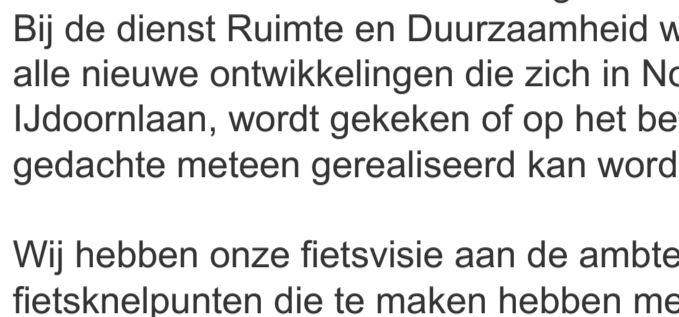 Bij de dienst Ruimte en Duurzaamheid
alle nieuwe ontwikkelingen die zich in
IJdoornlaan, wordt gekeken of op het
gedachte meteen gerealiseerd kan
Wij hebben onze fietsvisie aan de
fietsknelpunten die te maken hebben